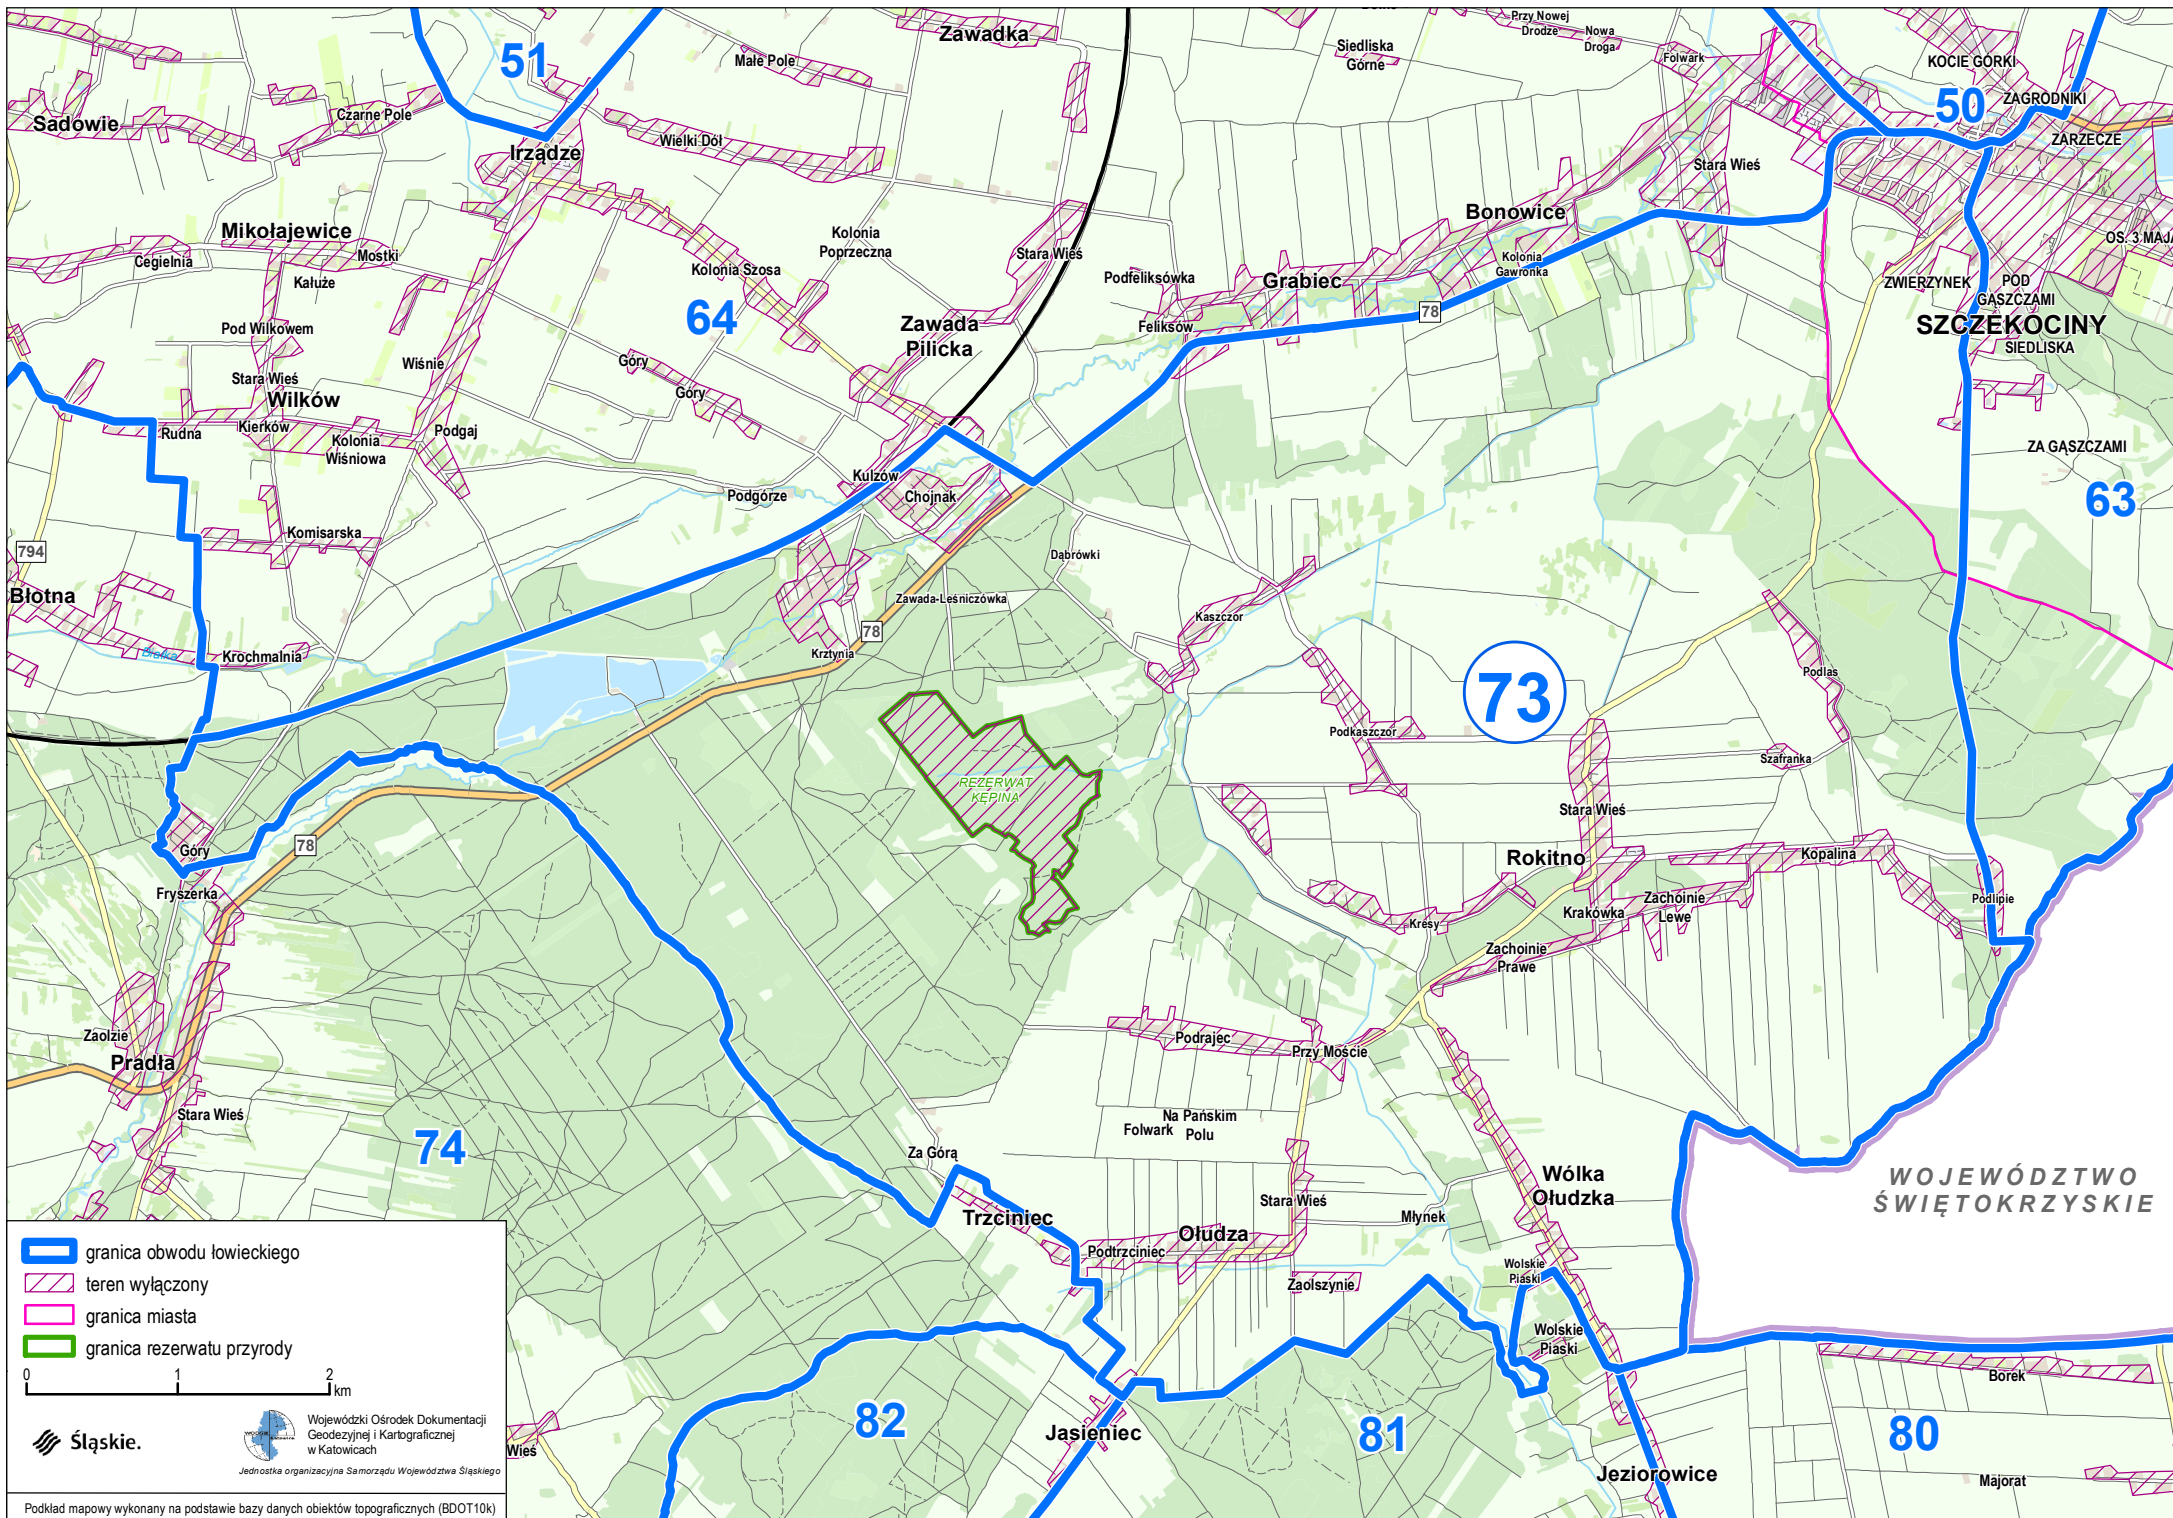 51
Zawadka
Małe Pole
Siedliska
Górne
Przy Nowej
Drodze
Nowa
Droga
Folwark
KOCIE GÓRKI
50
ZAGRODNIKI
ZARZECZE
Sadowie
Czarne Pole
Irządze
Wielki Dół
Stara Wieś
Bonowice
Mikołajewice
Cegielnia
Mostki
Kałuże
Kolonia
Poprzeczna
Kolonia Szosa
Stara Wieś
Podfeliksówka
Grabiec
Kolonia
Gawronka
OS. 3 MAJA
ZWIERZYNEK
POD
GĄSZCZAMI
SZCZEKOCINY
SIEDLISKA
64
Pod Wilkowem
Zawada
Pilicka
Feliksów
78
Wiśnie
Góry
Góry
Stara Wieś
Wilków
Rudna
Kierków
Kolonia
Wiśniowa
Podgaj
ZA GĄSZCZAMI
63
Kulzów
Chojnak
Podgórze
Komisarska
794
Dąbrówki
Błotna
Zawada-Leśniczówka
Kaszczor
78
Krztynia
Białka
Krochmalnia
Podlas
73
Podkaszczor
Szafranka
REZERWAT
KĘPINA
Stara Wieś
78
Góry
Rokitno
Kopalina
Fryszerka
Zachoinie
Lewe
Podlipie
Krakówka
Kresy
Zachoinie
Prawe
Zaolzie
Pradła
Podrajec
Przy Moście
Stara Wieś
Na Pańskim
Polu
Folwark
74
Za Górą
Wólka
Ołudzka
WOJEWÓDZTWO
ŚWIĘTOKRZYSKIE
Stara Wieś
Trzciniec
Młynek
Ołudza
Podtrzciniec
Wolskie
Piaski
Zaolszynie
Wolskie
Piaski
Borek
82
Jasieniec
81
80
Wieś
Jeziorowice
Majorat
granica obwodu łowieckiego
teren wyłączony
granica miasta
granica rezerwatu przyrody
0 1 2
km
Śląskie.
Wojewódzki Ośrodek Dokumentacji
Geodezyjnej i Kartograficznej
w Katowicach
Jednostka organizacyjna Samorządu Województwa Śląskiego
Podkład mapowy wykonany na podstawie bazy danych obiektów topograficznych (BDOT10k)